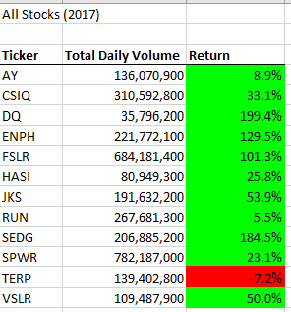 All Stocks (2017)
Ticker Total Daily Volume Return
AY 136,070,900 8.9%
CSIQ 310,592,800 33.1%
DQ 35,796,200 199.4%
ENPH 221,772,100 129.5%
FSLR 684,181,400 101.3%
HASI 80,949,300 25.8%
JKS 191,632,200 53.9%
RUN 267,681,300 5.5%
SEDG 206,885,200 184.5%
SPWR 782,187,000 23.1%
TERP 139,402,800 -7.2%
VSLR 109,487,900 50.0%